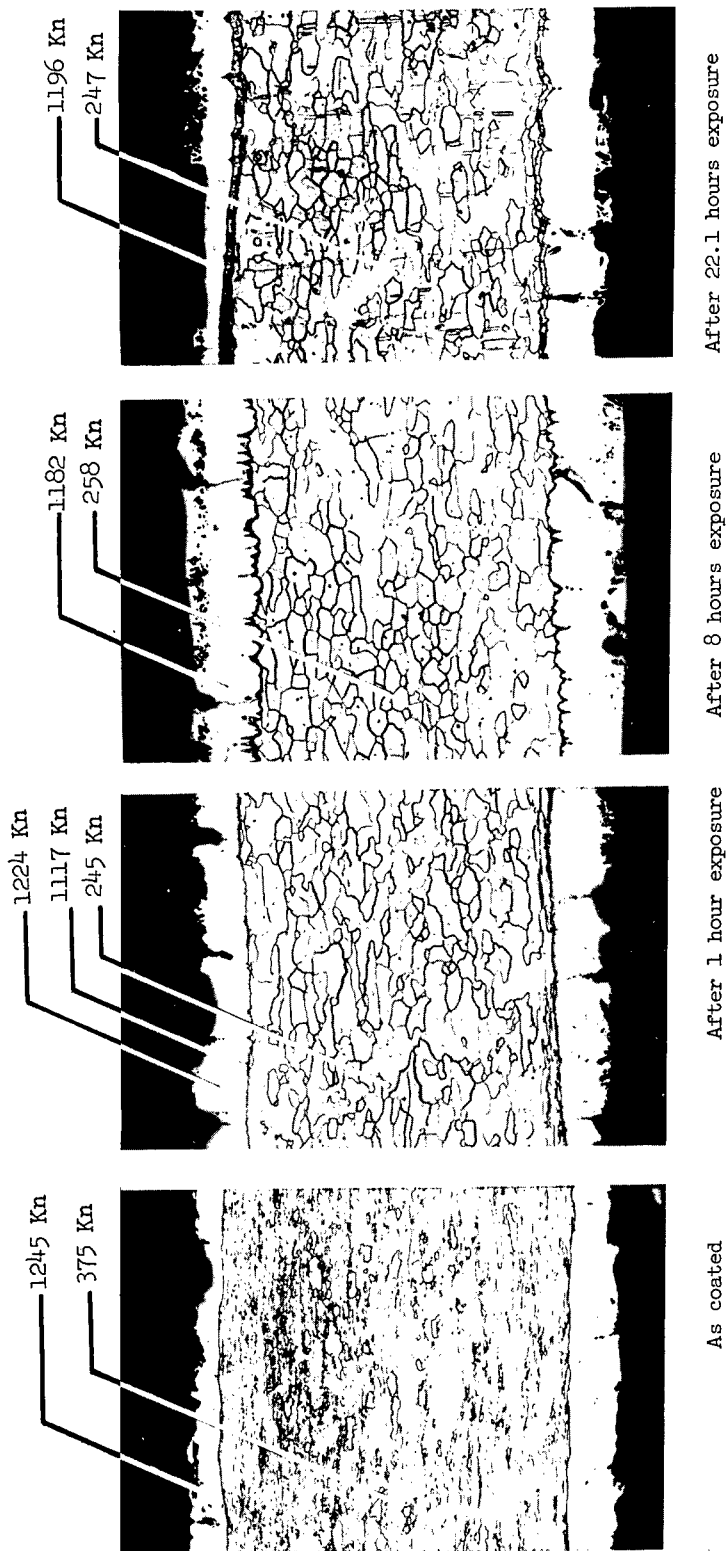 1245 Kn
375 Kn
As coated
1224 Kn
1117 Kn
245 Kn
After 1 hour exposure
1182 Kn
258 Kn
After 8 hours exposure
1196 Kn
247 Kn
After 22.1 hours exposure